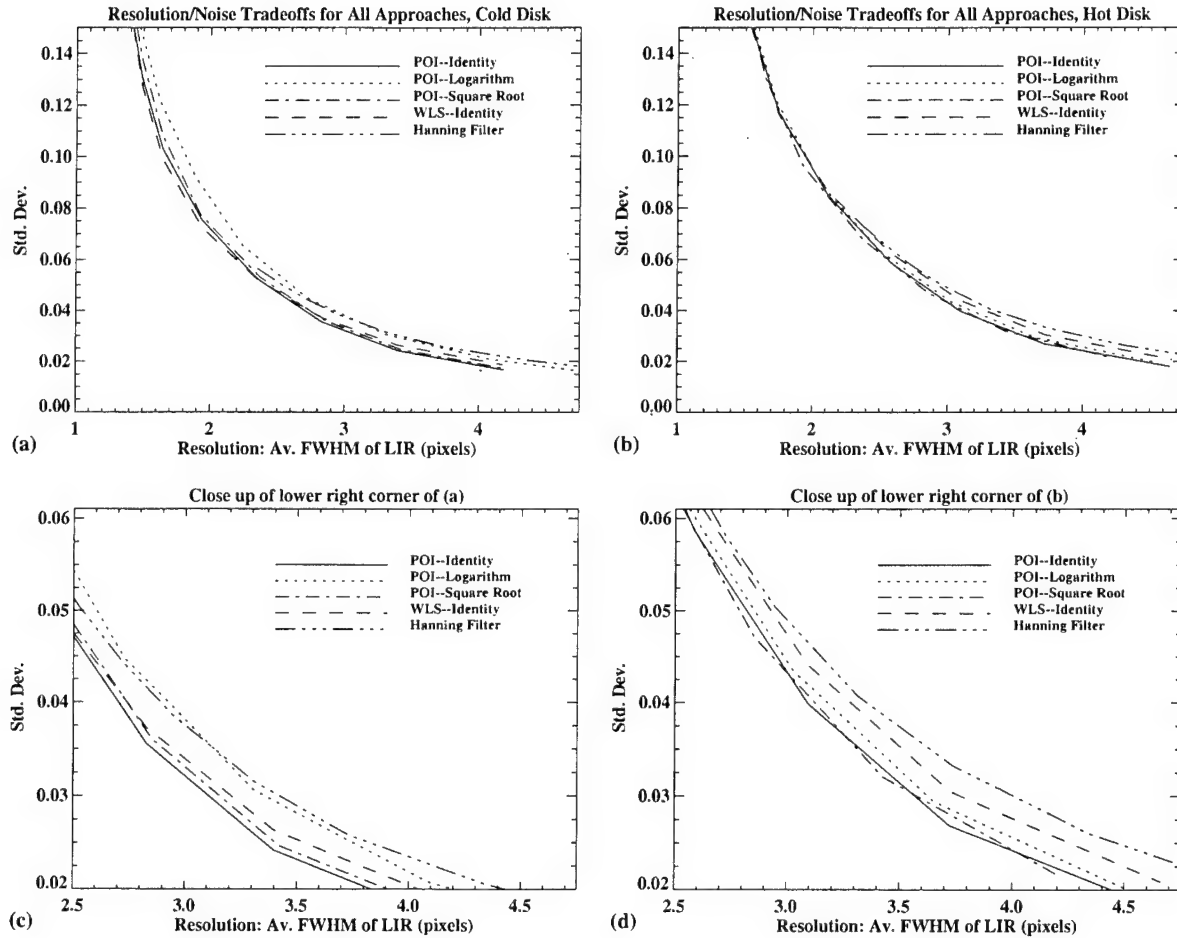 Resolution/Noise Tradeoffs for All Approaches, Cold Disk
0.14
0.12
0.10
0.08
0.06
0.04
0.02
0.00
Std. Dev.
POI--Identity
POI--Logarithm
POI--Square Root
WLS--Identity
Hanning Filter
1
2
3
4
(a)
Resolution: Av. FWHM of LIR (pixels)
Resolution/Noise Tradeoffs for All Approaches, Hot Disk
0.14
0.12
0.10
0.08
0.06
0.04
0.02
0.00
Std. Dev.
POI--Identity
POI--Logarithm
POI--Square Root
WLS--Identity
Hanning Filter
1
2
3
4
(b)
Resolution: Av. FWHM of LIR (pixels)
Close up of lower right corner of (a)
0.06
0.05
0.04
0.03
0.02
Std. Dev.
POI--Identity
POI--Logarithm
POI--Square Root
WLS--Identity
Hanning Filter
2.5
3.0
3.5
4.0
4.5
(c)
Resolution: Av. FWHM of LIR (pixels)
Close up of lower right corner of (b)
0.06
0.05
0.04
0.03
0.02
Std. Dev.
POI--Identity
POI--Logarithm
POI--Square Root
WLS--Identity
Hanning Filter
2.5
3.0
3.5
4.0
4.5
(d)
Resolution: Av. FWHM of LIR (pixels)